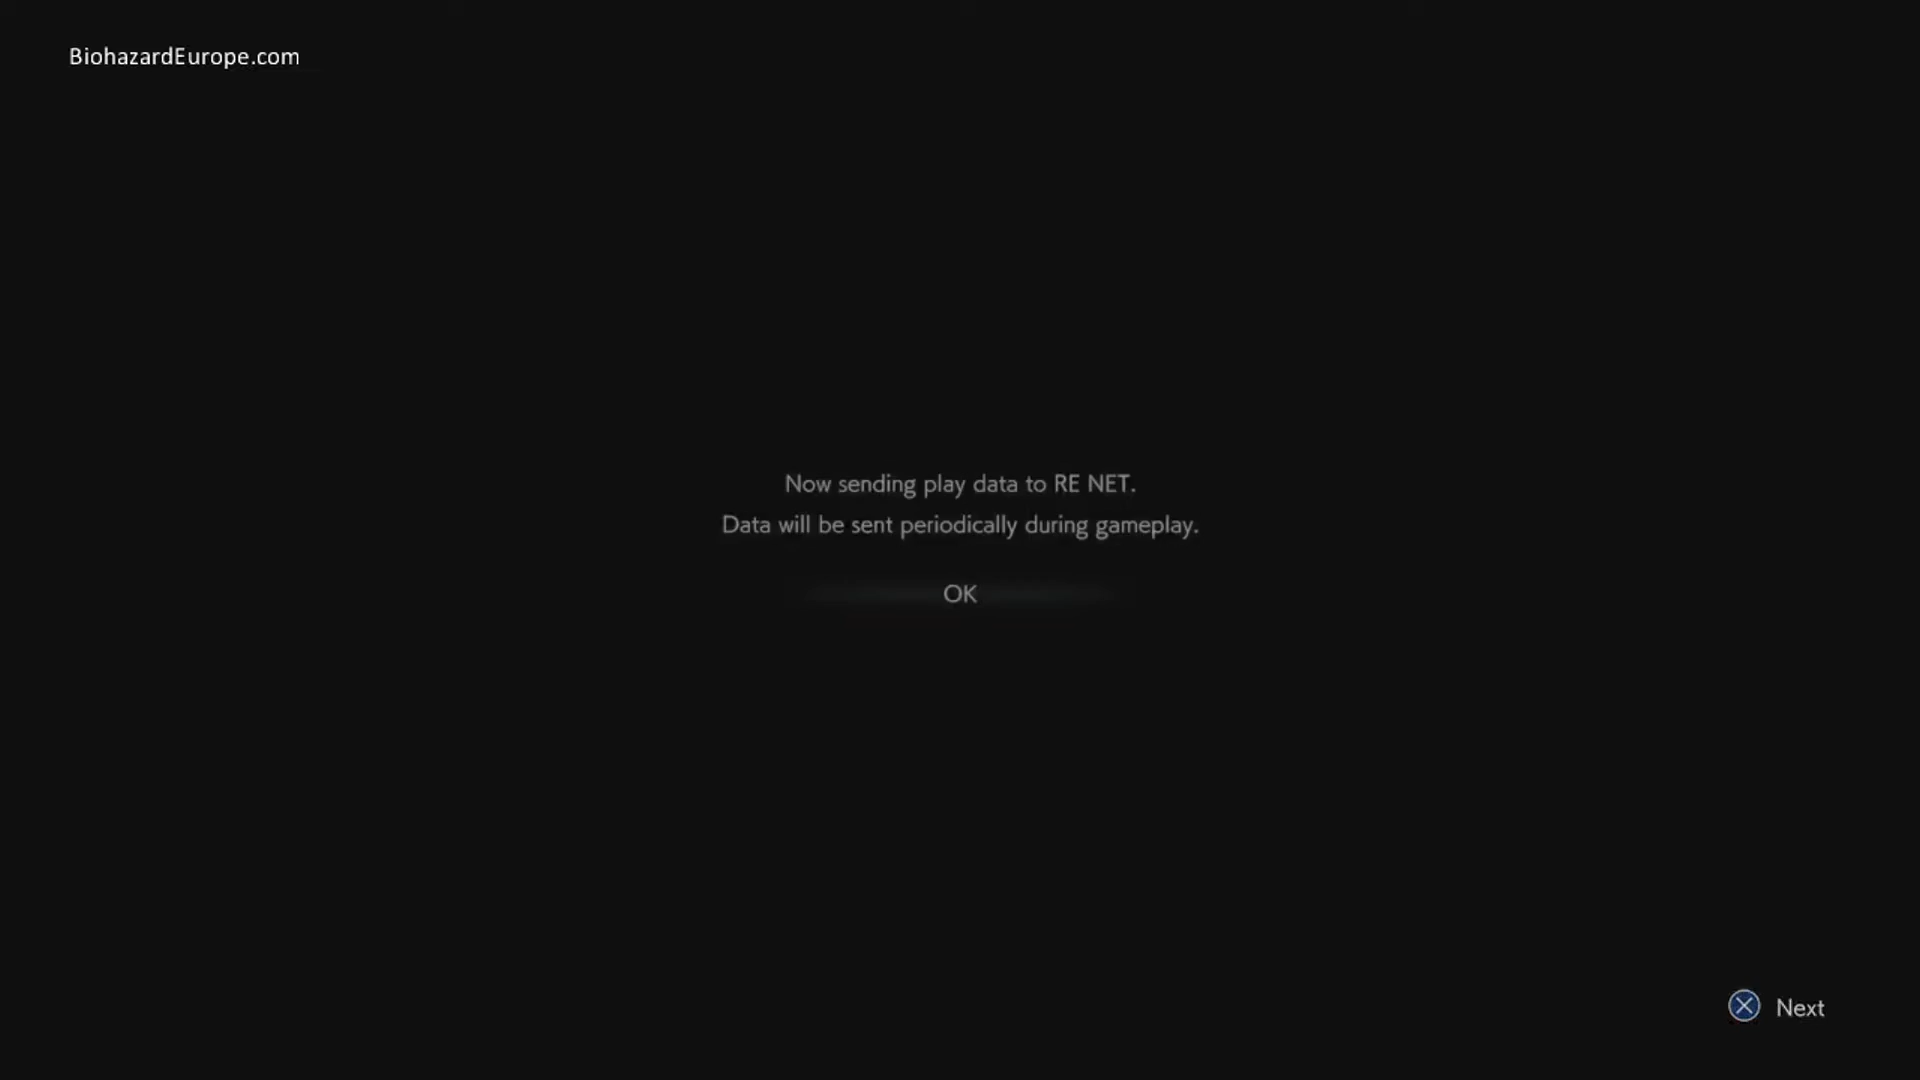 BiohazardEurope.com
Now sending play data to RE NET.
Data will be sent periodically during gameplay.
OK
Next